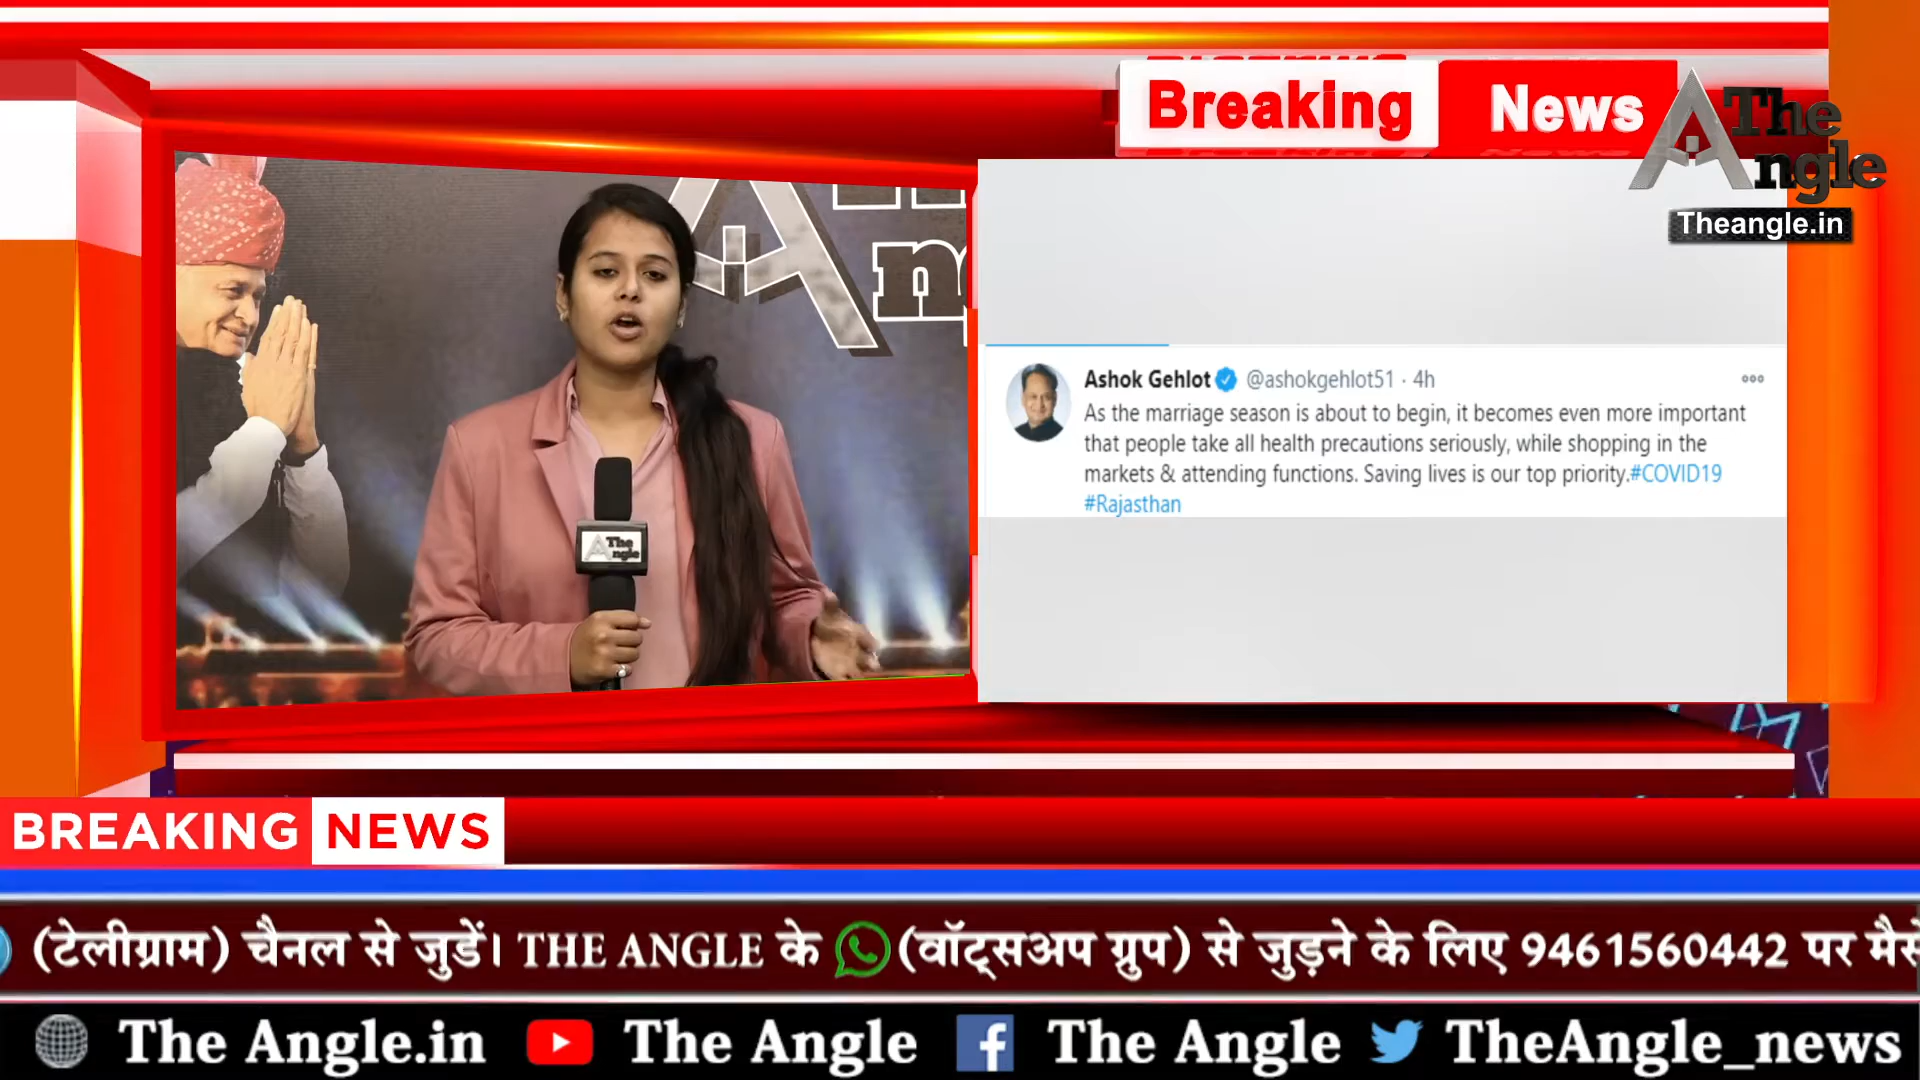 Breaking News
The Angle
Theangle.in
The Angle
Ashok Gehlot @ashokgehlot51 · 4h
As the marriage season is about to begin, it becomes even more important
that people take all health precautions seriously, while shopping in the
markets & attending functions. Saving lives is our top priority.#COVID19
#Rajasthan
BREAKING NEWS
(टेलीग्राम) चैनल से जुडें। THE ANGLE के (वॉट्सअप ग्रुप) से जुड़ने के लिए 9461560442 पर मैसे
The Angle.in The Angle The Angle TheAngle_news